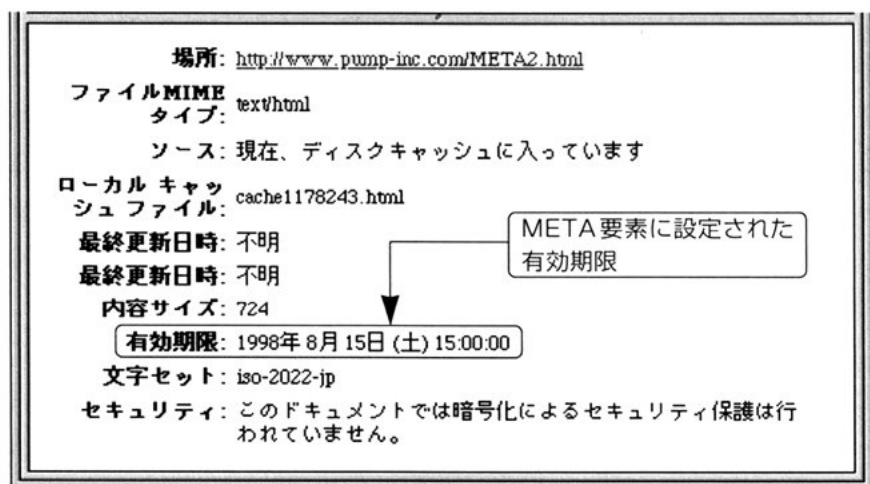 場所: http://www.pump-inc.com/META2.html
ファイルMIME
タイプ: text/html
ソース: 現在、ディスクキャッシュに入っています
ローカル キャッ
シュ ファイル: cache1178243.html
META要素に設定された
有効期限
最終更新日時: 不明
最終更新日時: 不明
内容サイズ: 724
有効期限: 1998年 8月 15日 (土) 15:00:00
文字セット: iso-2022-jp
セキュリティ: このドキュメントでは暗号化によるセキュリティ保護は行
われていません。